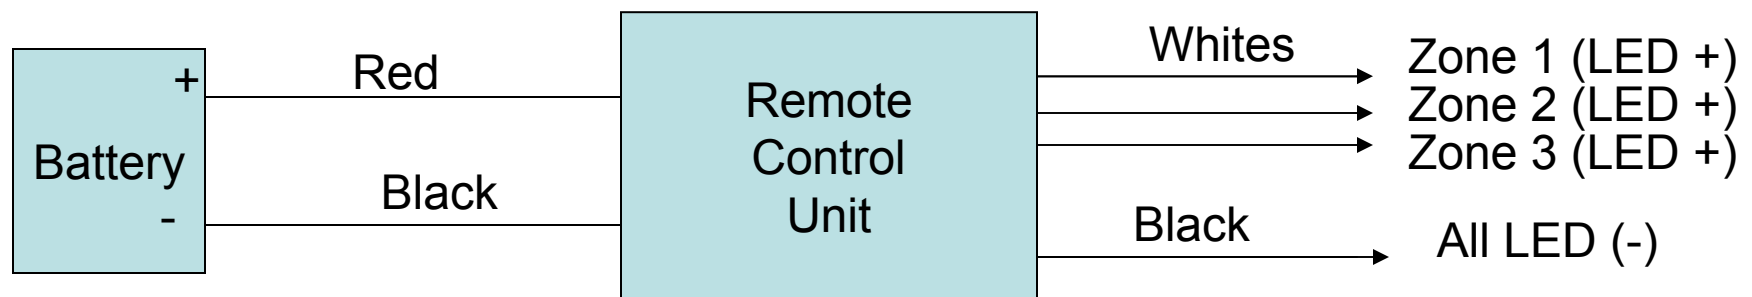 +
Battery
-
Red
Black
Remote
Control
Unit
Whites
Zone 1 (LED +)
Zone 2 (LED +)
Zone 3 (LED +)
Black
All LED (-)